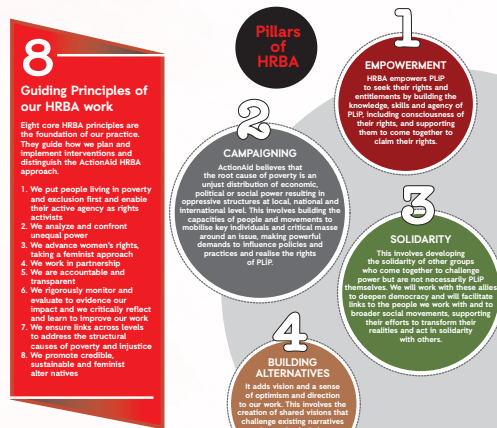 8
Guiding Principles of
our HRBA work
Eight core HRBA principles are
the foundation of our practice.
They guide how we plan and
implement interventions and
distinguish the ActionAid HRBA
approach.
1. We put people living in poverty
and exclusion first and enable
their active agency as rights
activists
2. We analyze and confront
unequal power
3. We advance women's rights,
taking a feminist approach
4. We work in partnership
5. We are accountable and
transparent
6. We rigorously monitor and
evaluate to evidence our
impact and we critically reflect
and learn to improve our work
7. We ensure links across levels
to address the structural
causes of poverty and injustice
8. We promote credible,
sustainable and feminist
alter natives
Pillars
of
HRBA
1
EMPOWERMENT
HRBA empowers PLIP
to seek their rights and
entitlements by building the
knowledge, skills and agency of
PLIP, including consciousness of
their rights, and supporting
them to come together to
claim their rights.
2
CAMPAIGNING
ActionAid believes that
the root cause of poverty is an
unjust distribution of economic,
political or social power resulting in
oppressive structures at local, national and
international level. This involves building the
capacities of people and movements to
mobilise key individuals and critical masse
around an issue, making powerful
demands to influence policies and
practices and realise the rights
of PLIP.
3
SOLIDARITY
This involves developing
the solidarity of other groups
who come together to challenge
power but are not necessarily PLIP
themselves. We will work with these allies
to deepen democracy and will facilitate
links to the people we work with and to
broader social movements, supporting
their efforts to transform their
realities and act in solidarity
with others.
4
BUILDING
ALTERNATIVES
It adds vision and a sense
of optimism and direction
to our work. This involves the
creation of shared visions that
challenge existing narratives